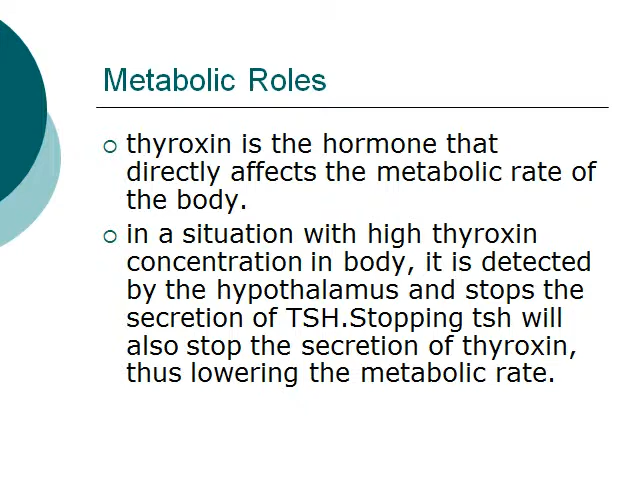 Metabolic Roles
thyroxin is the hormone that
directly affects the metabolic rate of
the body.
in a situation with high thyroxin
concentration in body, it is detected
by the hypothalamus and stops the
secretion of TSH.Stopping tsh will
also stop the secretion of thyroxin,
thus lowering the metabolic rate.